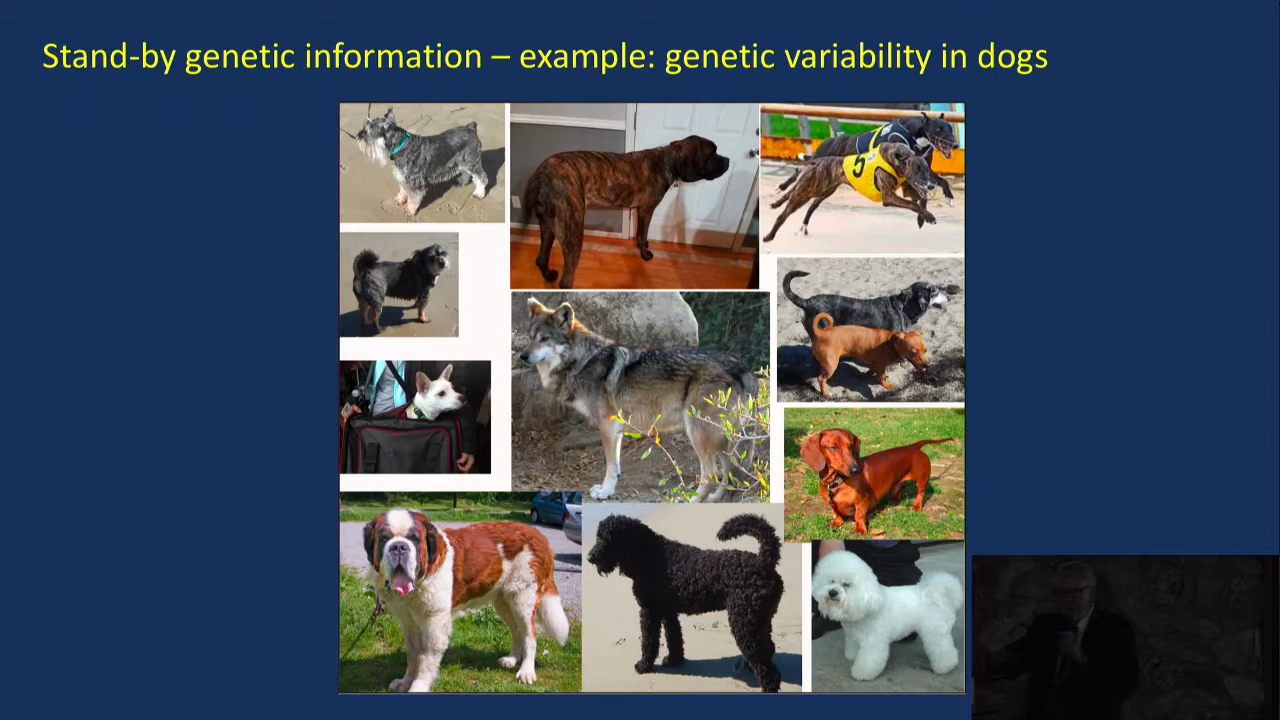 Stand-by genetic information – example: genetic variability in dogs
5